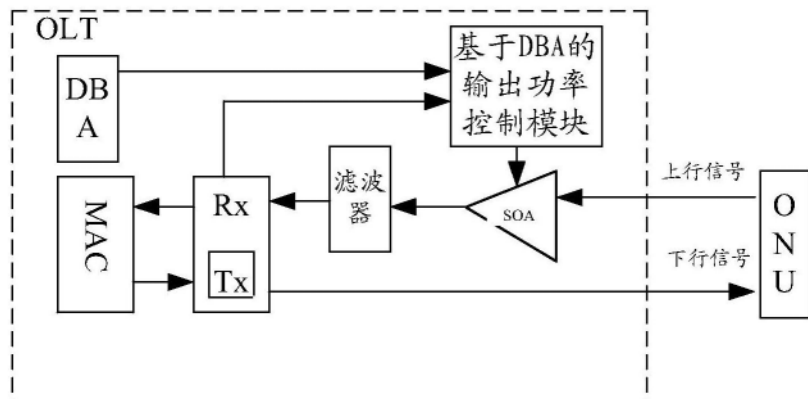 OLT
DB
A
基于DBA的
输出功率
控制模块
MAC
Rx
Tx
滤波
器
SOA
上行信号
下行信号
O
N
U